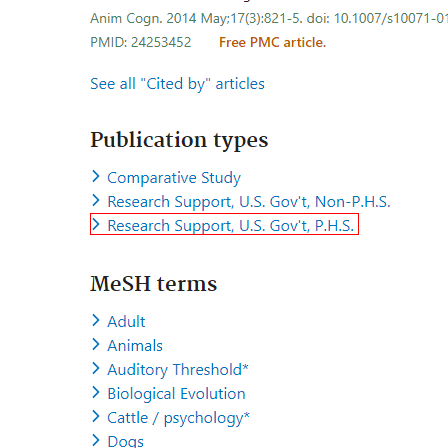 Anim Cogn. 2014 May;17(3):821-5. doi: 10.1007/s10071-01
PMID: 24253452 Free PMC article.
See all "Cited by" articles
Publication types
Comparative Study
Research Support, U.S. Gov't, Non-P.H.S.
Research Support, U.S. Gov't, P.H.S.
MeSH terms
Adult
Animals
Auditory Threshold*
Biological Evolution
Cattle / psychology*
Dogs